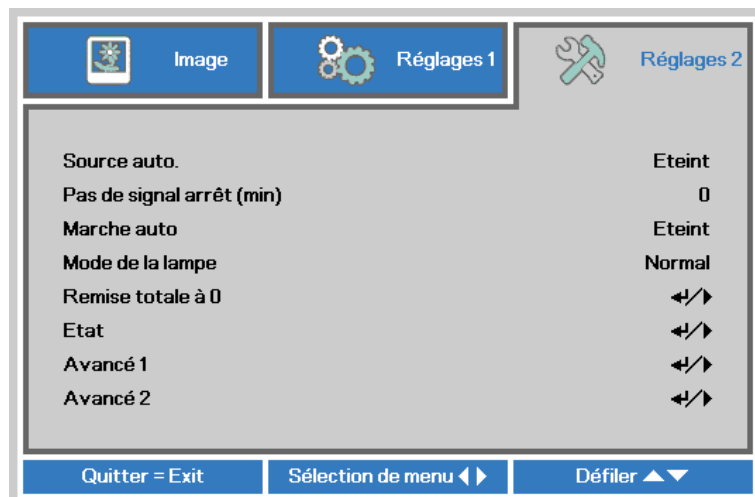 Image
Réglages 1
Réglages 2
Source auto. Eteint
Pas de signal arrêt (min) 0
Marche auto Eteint
Mode de la lampe Normal
Remise totale à 0 ↵/▶
Etat ↵/▶
Avancé 1 ↵/▶
Avancé 2 ↵/▶
Quitter = Exit
Sélection de menu ◀ ▶
Défiler ▲▼